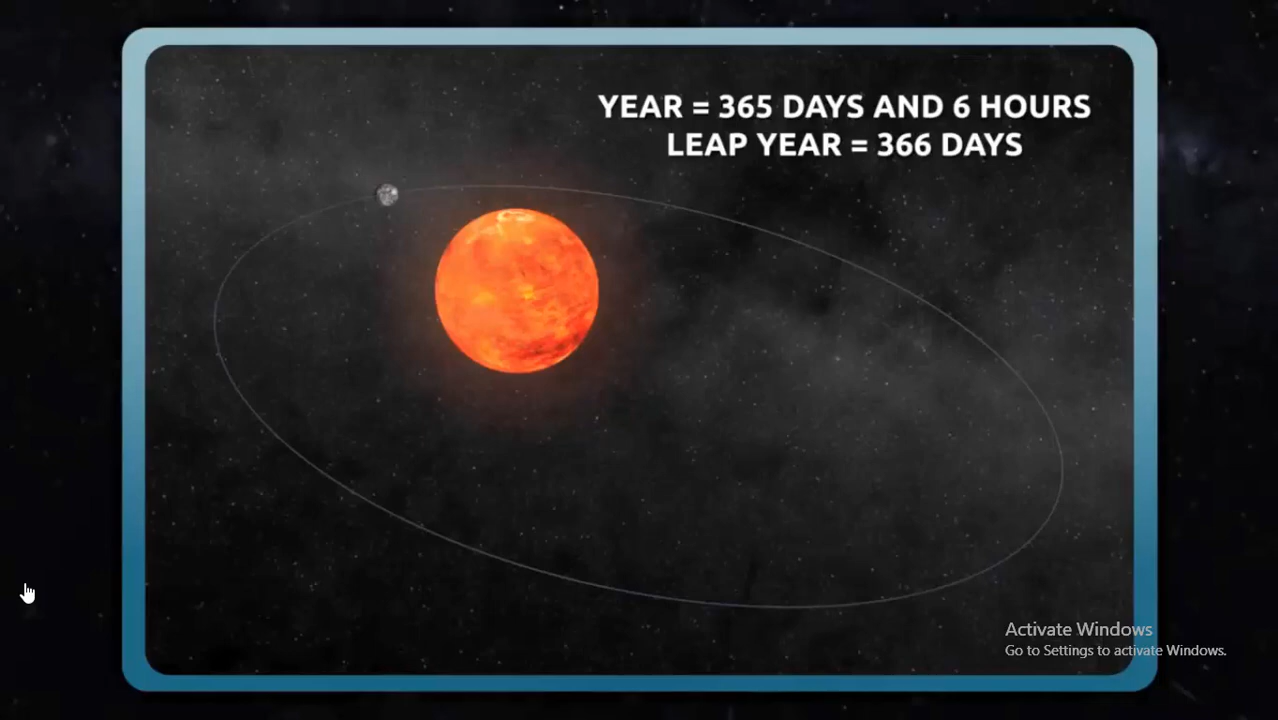 YEAR = 365 DAYS AND 6 HOURS
LEAP YEAR = 366 DAYS
Activate Windows
Go to Settings to activate Windows.